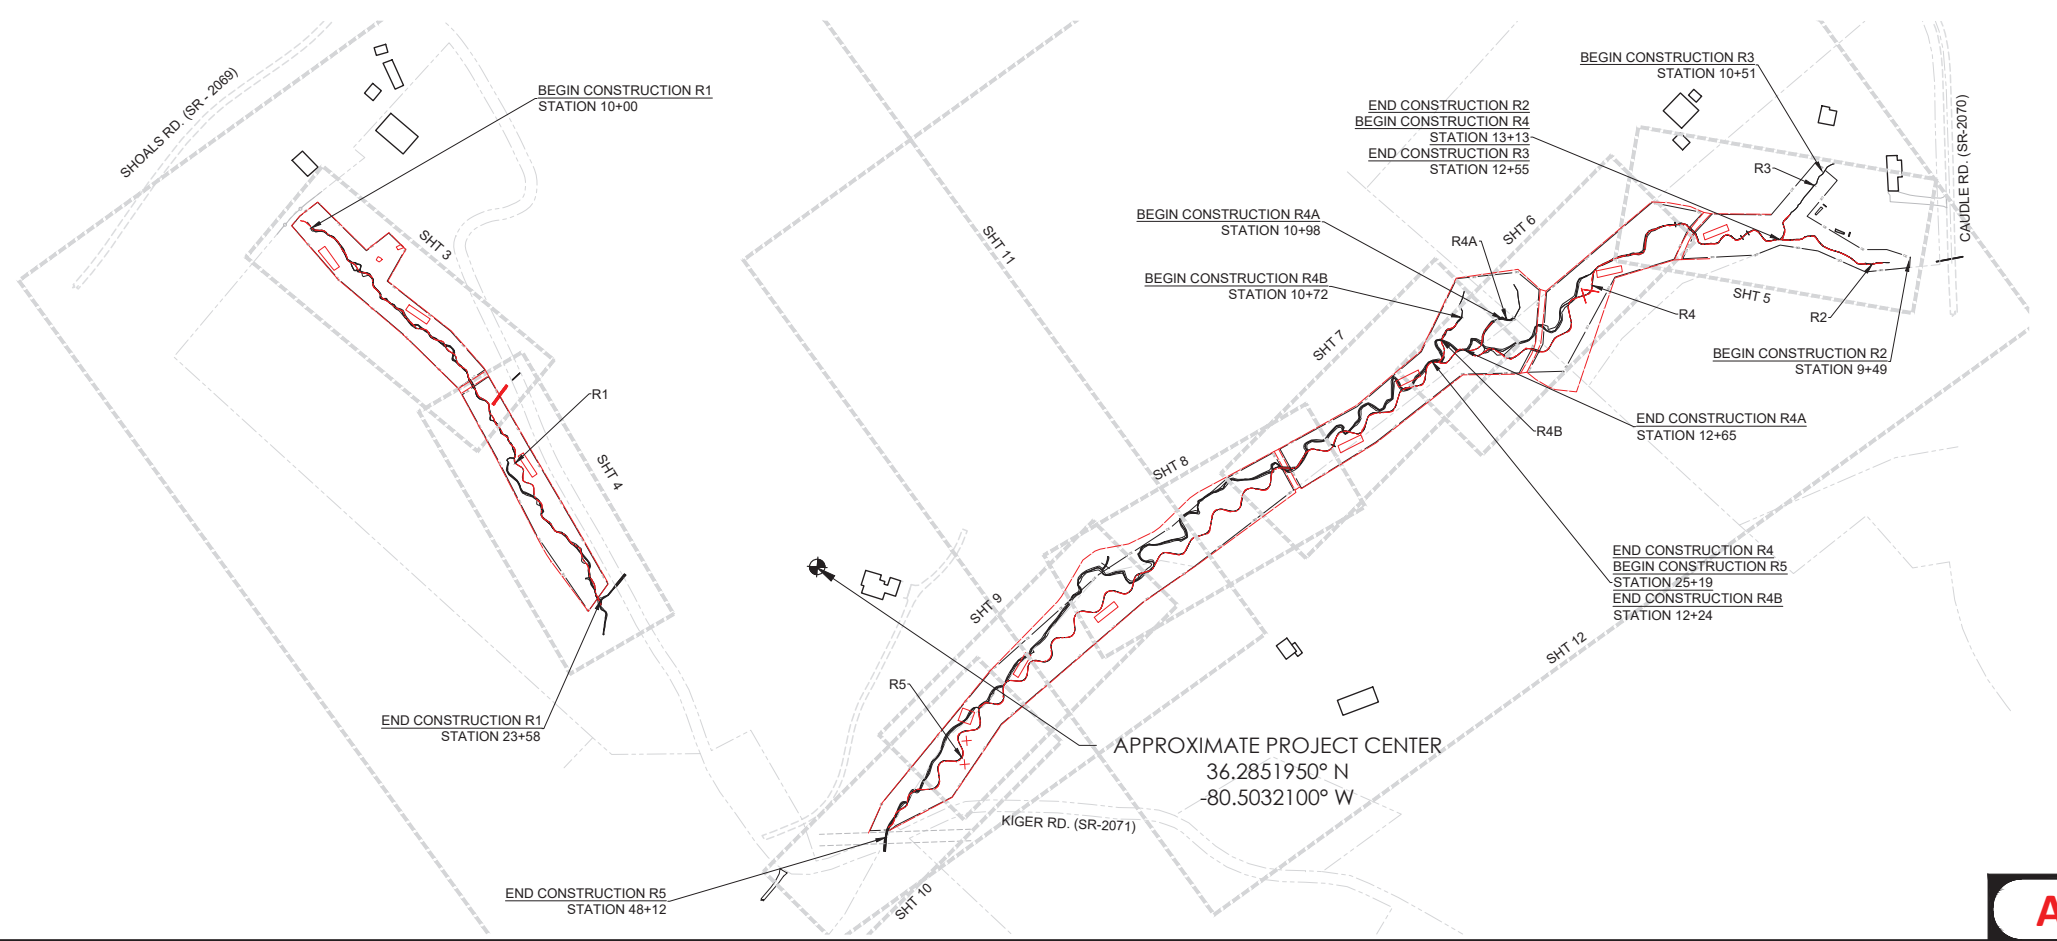 SHOALS RD. (SR - 2069)
BEGIN CONSTRUCTION R1
STATION 10+00
SHT 3
R1
SHT 4
END CONSTRUCTION R1
STATION 23+58
SHT 11
BEGIN CONSTRUCTION R3
STATION 10+51
END CONSTRUCTION R2
BEGIN CONSTRUCTION R4
STATION 13+13
END CONSTRUCTION R3
STATION 12+55
R3
CAUDLE RD. (SR-2070)
BEGIN CONSTRUCTION R4A
STATION 10+98
R4A
SHT 6
BEGIN CONSTRUCTION R4B
STATION 10+72
SHT 5
R4
R2
SHT 7
BEGIN CONSTRUCTION R2
STATION 9+49
END CONSTRUCTION R4A
STATION 12+65
R4B
SHT 8
END CONSTRUCTION R4
BEGIN CONSTRUCTION R5
STATION 25+19
END CONSTRUCTION R4B
STATION 12+24
SHT 9
SHT 12
R5
APPROXIMATE PROJECT CENTER
36.2851950° N
-80.5032100° W
KIGER RD. (SR-2071)
END CONSTRUCTION R5
STATION 48+12
SHT 10
A